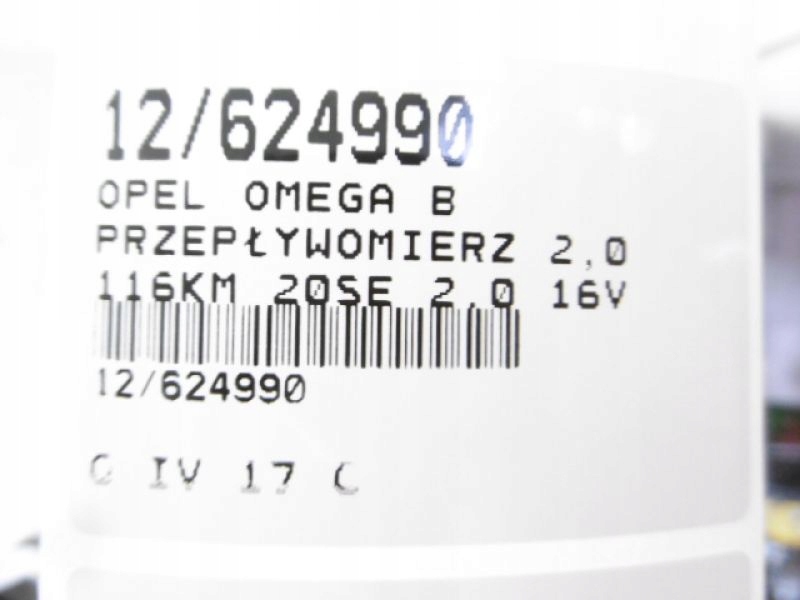 12/624990
OPEL OMEGA B
PRZEPŁYWOMIERZ 2,0
116KM 20SE 2.0 16V
12/624990
IV 17 C